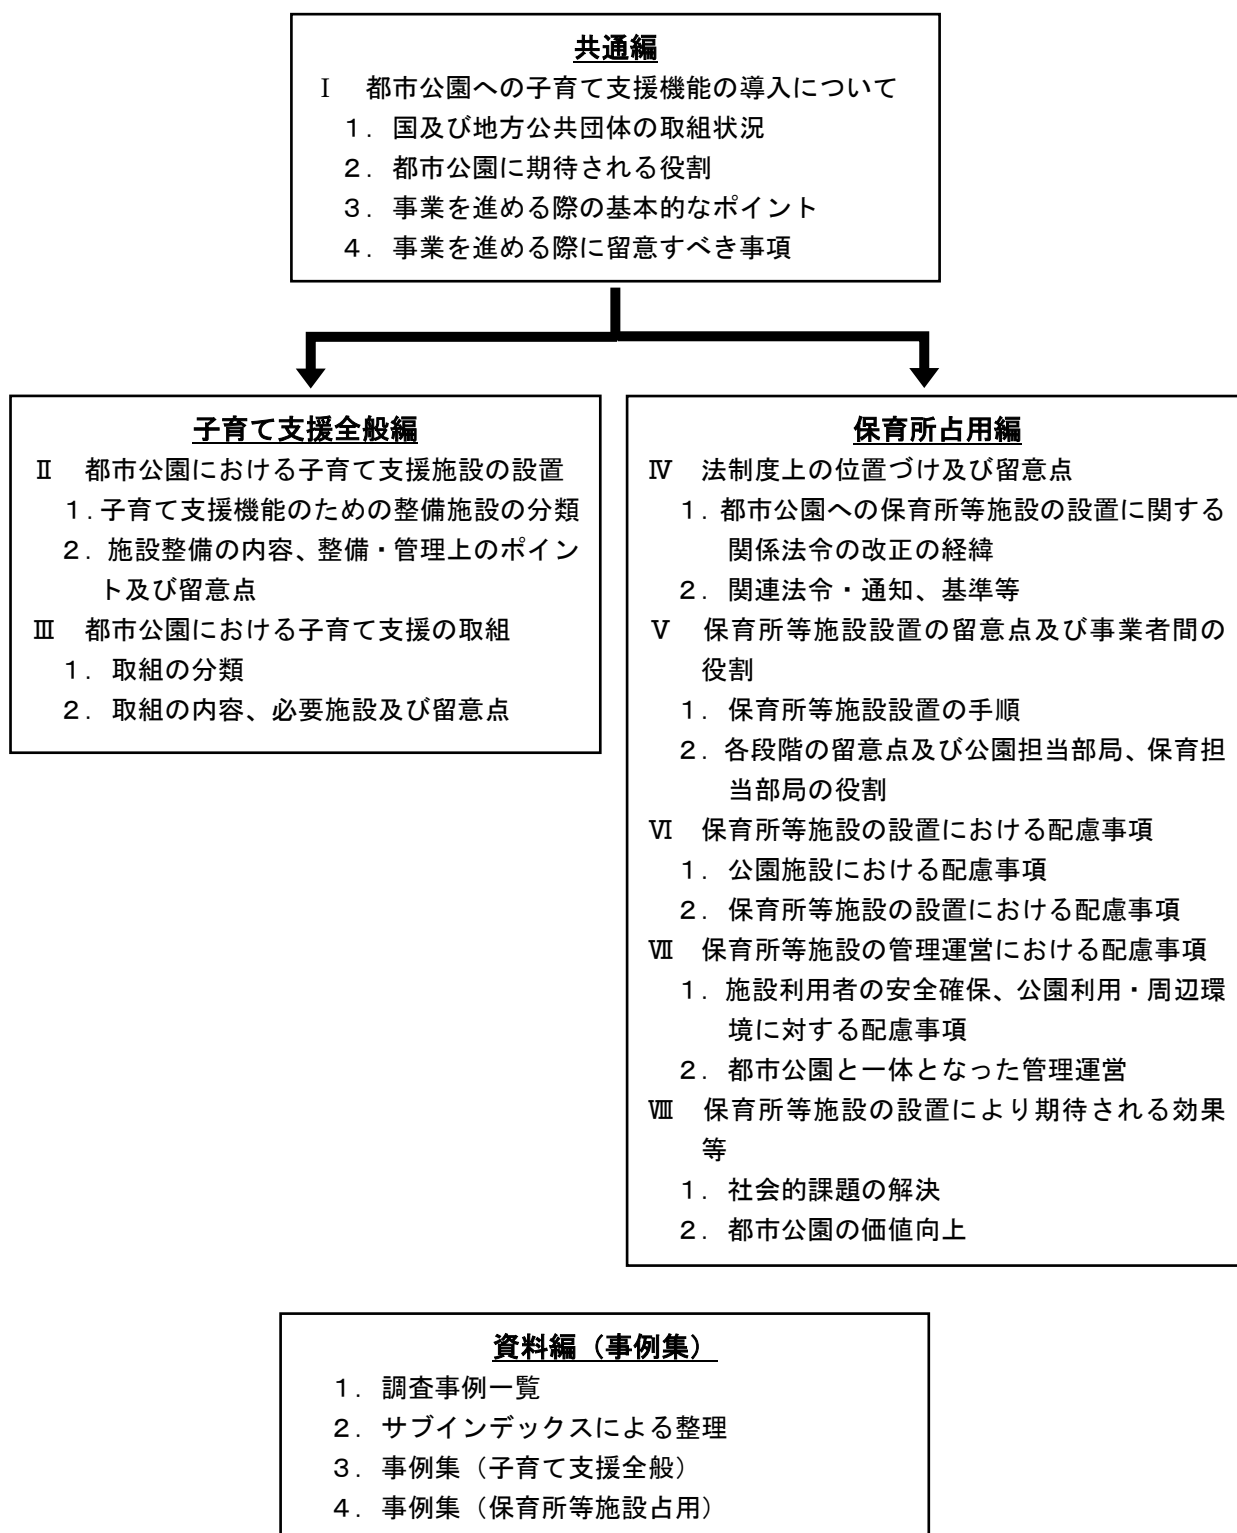 共通編
Ⅰ　都市公園への子育て支援機能の導入について
１．国及び地方公共団体の取組状況
２．都市公園に期待される役割
３．事業を進める際の基本的なポイント
４．事業を進める際に留意すべき事項
子育て支援全般編
Ⅱ　都市公園における子育て支援施設の設置
１．子育て支援機能のための整備施設の分類
２．施設整備の内容、整備・管理上のポイン
ト及び留意点
Ⅲ　都市公園における子育て支援の取組
１．取組の分類
２．取組の内容、必要施設及び留意点
保育所占用編
Ⅳ　法制度上の位置づけ及び留意点
１．都市公園への保育所等施設の設置に関する
関係法令の改正の経緯
２．関連法令・通知、基準等
Ⅴ　保育所等施設設置の留意点及び事業者間の
役割
１．保育所等施設設置の手順
２．各段階の留意点及び公園担当部局、保育担
当部局の役割
Ⅵ　保育所等施設の設置における配慮事項
１．公園施設における配慮事項
２．保育所等施設の設置における配慮事項
Ⅶ　保育所等施設の管理運営における配慮事項
１．施設利用者の安全確保、公園利用・周辺環
境に対する配慮事項
２．都市公園と一体となった管理運営
Ⅷ　保育所等施設の設置により期待される効果
等
１．社会的課題の解決
２．都市公園の価値向上
資料編（事例集）
１．調査事例一覧
２．サブインデックスによる整理
３．事例集（子育て支援全般）
４．事例集（保育所等施設占用）